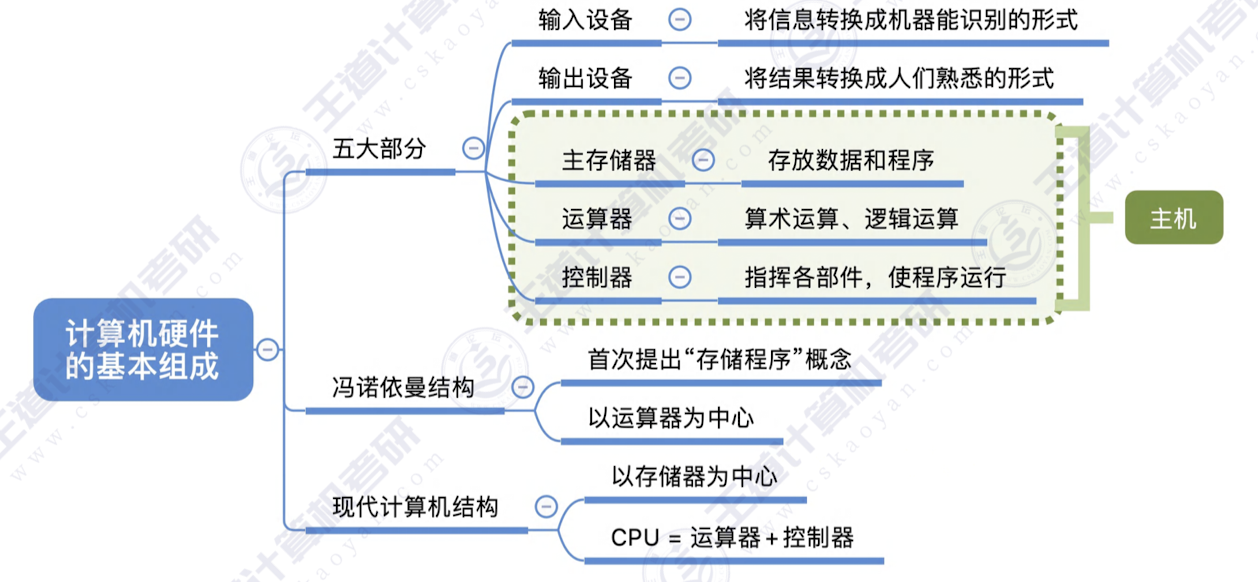 输入设备
将信息转换成机器能识别的形式
输出设备
将结果转换成人们熟悉的形式
五大部分
主存储器
存放数据和程序
运算器
算术运算、逻辑运算
主机
控制器
指挥各部件，使程序运行
计算机硬件
的基本组成
冯诺依曼结构
首次提出“存储程序”概念
以运算器为中心
现代计算机结构
以存储器为中心
CPU = 运算器+控制器
王道计算机考研
www.cskaoyan.com